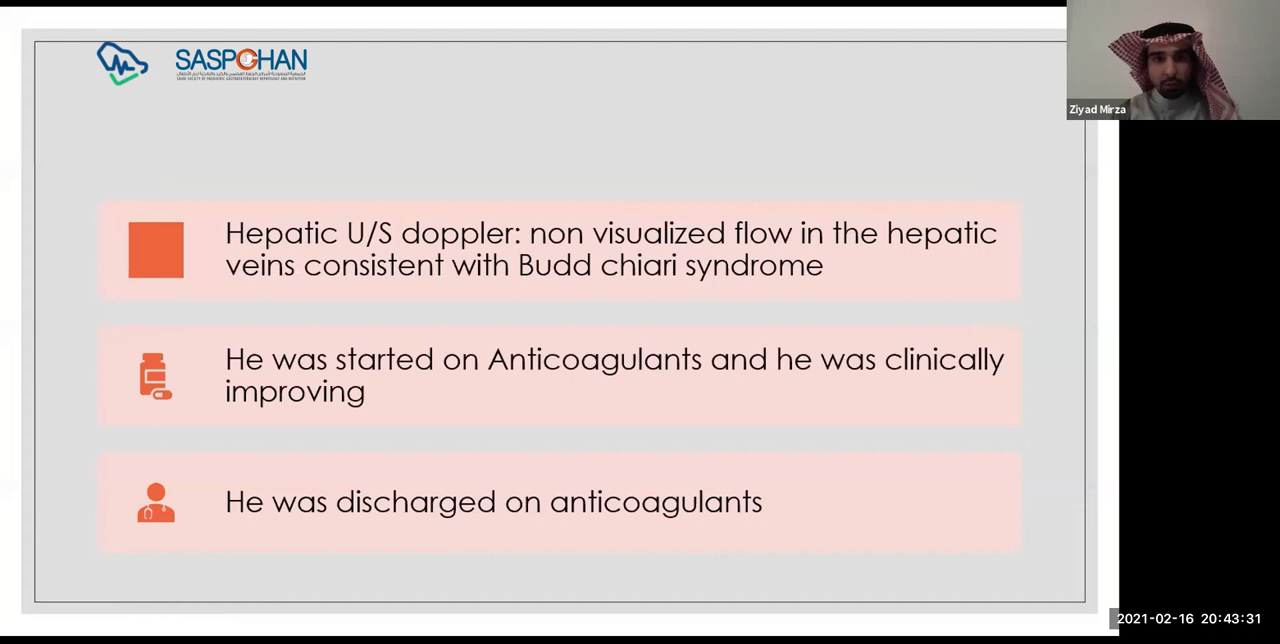 SASPGHAN
Ziyad Mirza
Hepatic U/S doppler: non visualized flow in the hepatic
veins consistent with Budd chiari syndrome
He was started on Anticoagulants and he was clinically
improving
He was discharged on anticoagulants
2021-02-16 20:43:31